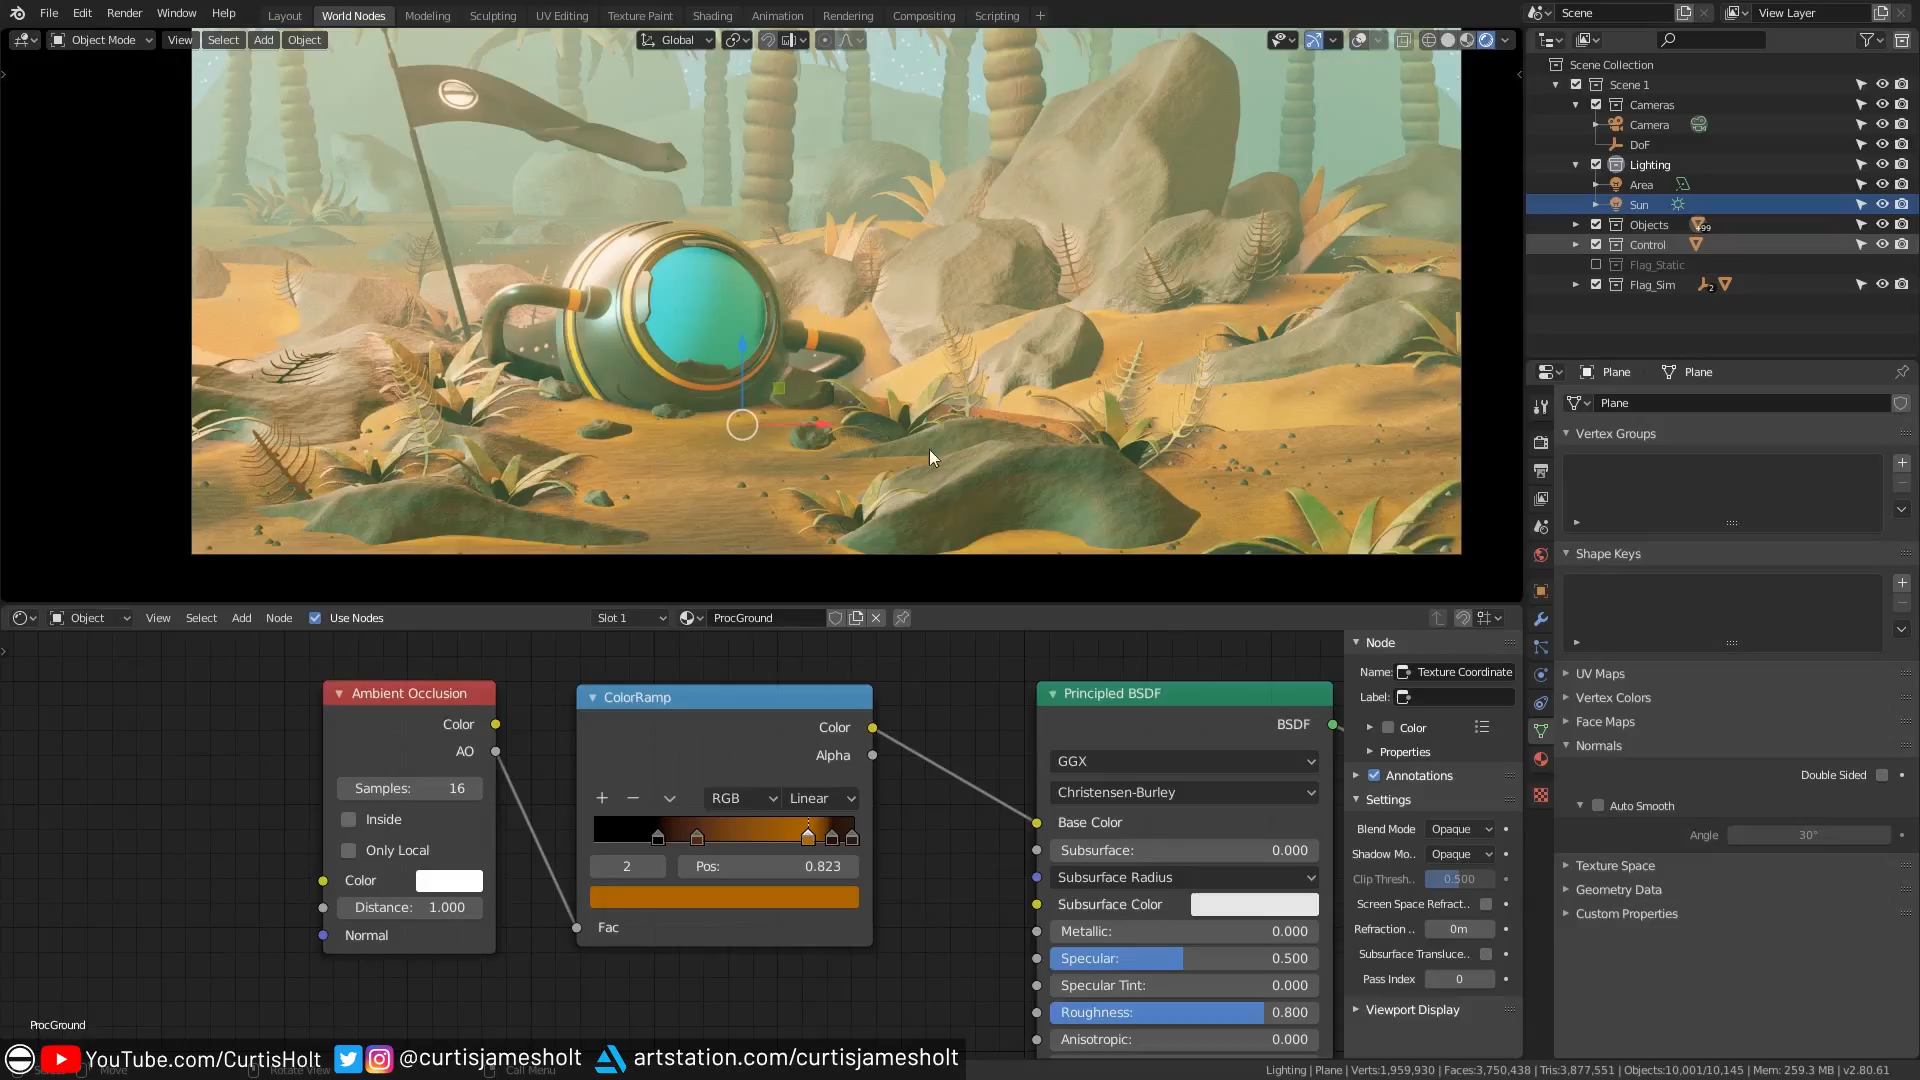 File Edit Render Window Help Layout World Nodes Modeling Sculpting UV Editing Texture Paint Shading Animation Rendering Compositing Scripting + Scene View Layer
Object Mode View Select Add Object Global
Scene Collection
Scene 1
Cameras
Camera
DoF
Lighting
Area
Sun
Objects 499
Control
Flag_Static
Flag_Sim 2
Plane Plane
Plane
Vertex Groups
Shape Keys
UV Maps
Vertex Colors
Face Maps
Normals
Double Sided
Auto Smooth
Angle 30°
Texture Space
Geometry Data
Custom Properties
Object View Select Add Node Use Nodes Slot 1 ProcGround
Ambient Occlusion
Color
AO
Samples: 16
Inside
Only Local
Color
Distance: 1.000
Normal
ColorRamp
Color
Alpha
+ − RGB Linear
2 Pos: 0.823
Fac
Principled BSDF
BSDF
GGX
Christensen-Burley
Base Color
Subsurface: 0.000
Subsurface Radius
Subsurface Color
Metallic: 0.000
Specular: 0.500
Specular Tint: 0.000
Roughness: 0.800
Anisotropic: 0.000
Node
Name: Texture Coordinate
Label:
Color
Properties
Annotations
Settings
Blend Mode Opaque
Shadow Mo.. Opaque
Clip Thresh.. 0.500
Screen Space Refract..
Refraction .. 0m
Subsurface Transluce..
Pass Index 0
Viewport Display
ProcGround
YouTube.com/CurtisHolt @curtisjamesholt artstation.com/curtisjamesholt
Move Rotate View Call Menu
Lighting | Plane | Verts:1,959,930 | Faces:3,750,438 | Tris:3,877,551 | Objects:10,001/10,145 | Mem: 259.3 MB | v2.80.61